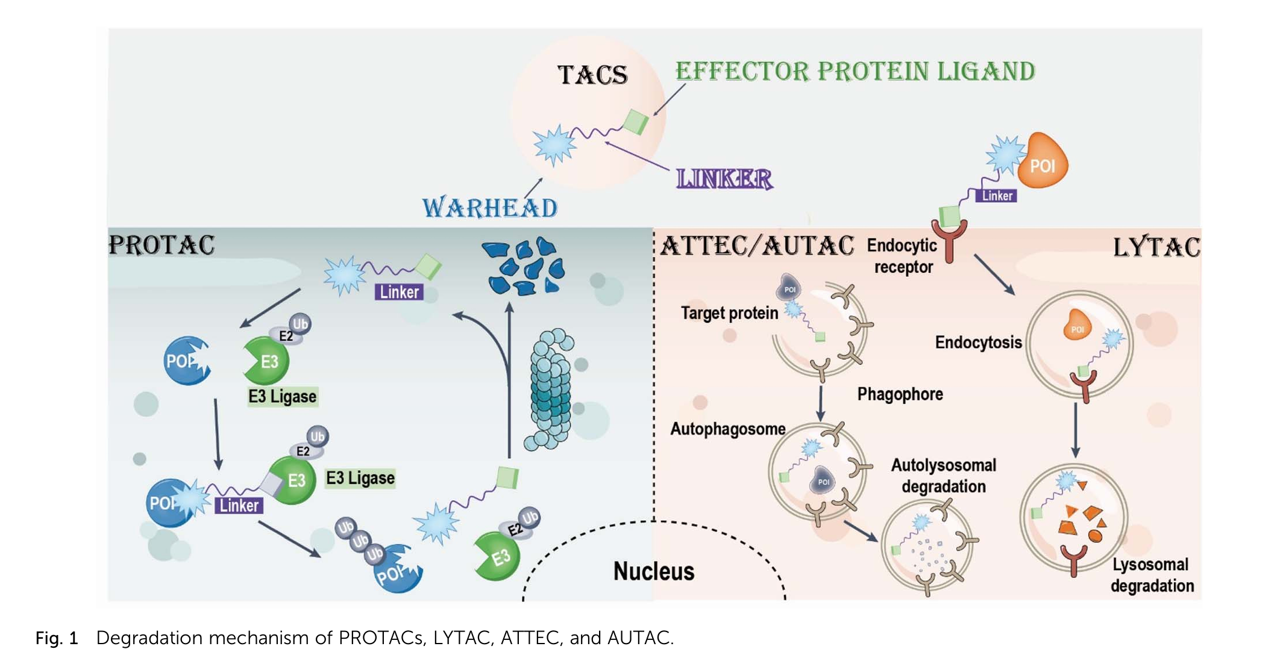 TACS
EFFECTOR PROTEIN LIGAND
LINKER
WARHEAD
POI
Linker
PROTAC
Linker
POI
E3
E2
Ub
E3 Ligase
POI
Linker
E3
E2
Ub
E3 Ligase
Ub
Ub
Ub
POI
E3
E2
Ub
ATTEC/AUTAC
Endocytic
receptor
LYTAC
POI
Target protein
Phagophore
Autophagosome
POI
Autolysosomal
degradation
POI
Endocytosis
Lysosomal
degradation
Nucleus
Fig. 1 Degradation mechanism of PROTACs, LYTAC, ATTEC, and AUTAC.